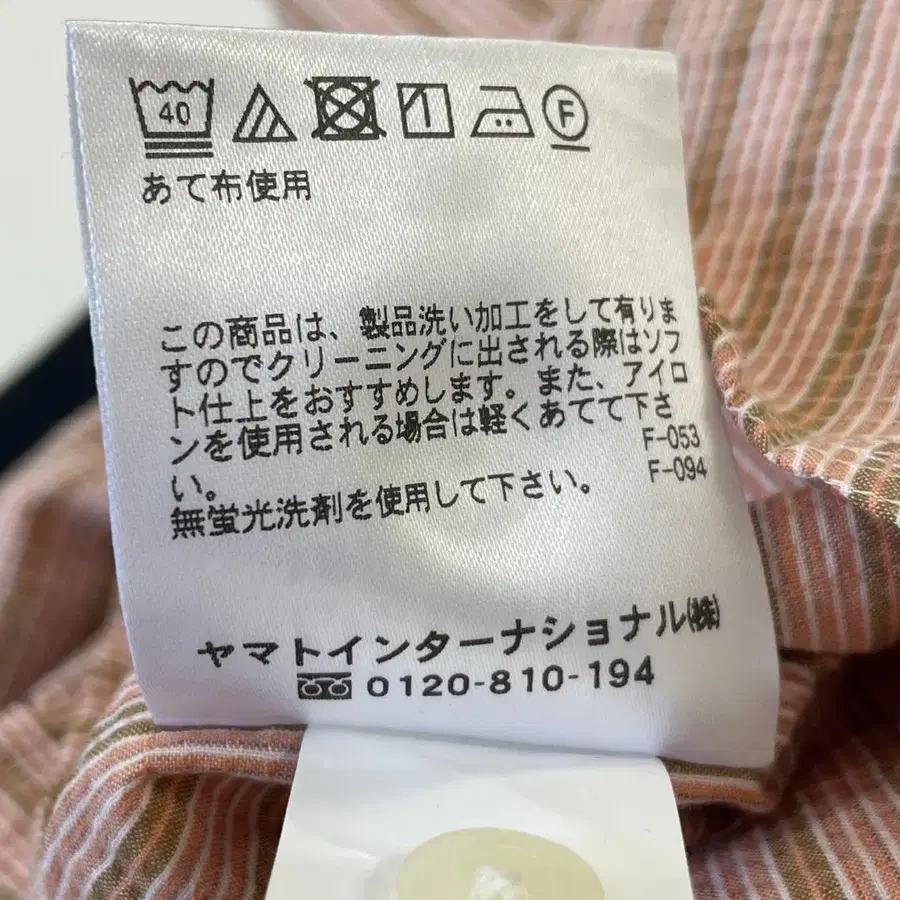 40
F
あて布使用
この商品は、製品洗い加工をして有りま
すのでクリーニングに出される際はソフ
ト仕上をおすすめします。また、アイロ
ンを使用される場合は軽くあてて下さ
い。
F-053
F-094
無蛍光洗剤を使用して下さい。
ヤマトインターナショナル(株)
0120-810-194